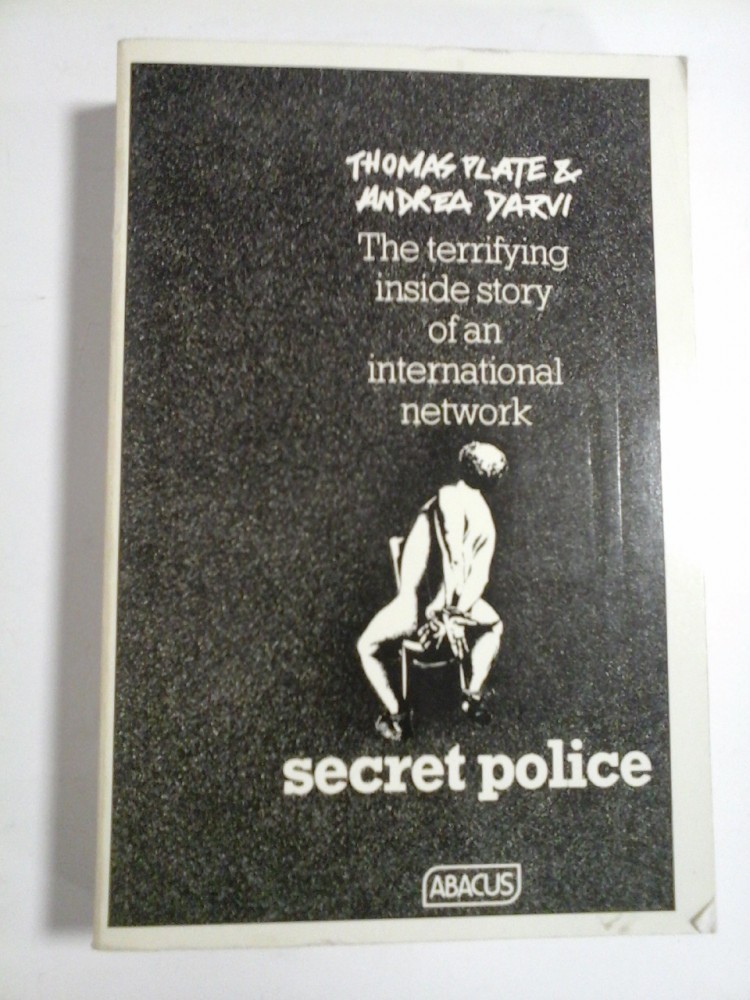 THOMAS PLATE &
ANDREA DARVI
The terrifying
inside story
of an
international
network
secret police
ABACUS